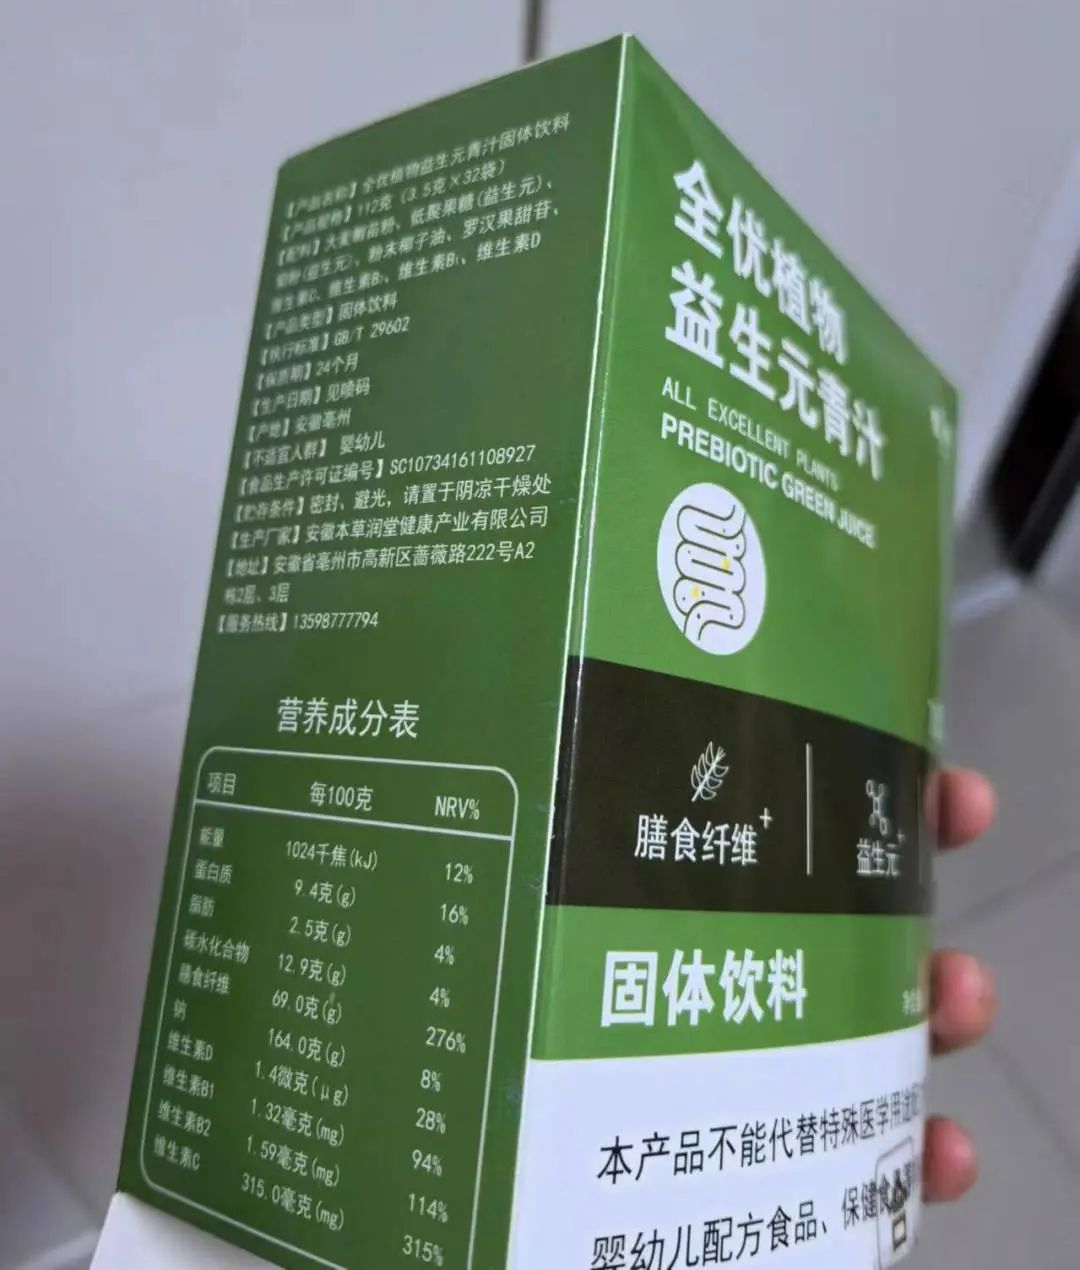 【产品名称】全优植物益生元青汁固体饮料
【产品规格】112克（3.5克×32袋）
【配料】大麦嫩苗粉、低聚果糖(益生元)、
菊粉(益生元)、粉末椰子油、罗汉果甜苷、
维生素C、维生素B₂、维生素B₁、维生素D
【产品类型】固体饮料
【执行标准】GB/T 29602
【保质期】24个月
【生产日期】见喷码
【产地】安徽亳州
【不适宜人群】 婴幼儿
【食品生产许可证编号】SC10734161108927
【贮存条件】密封、避光，请置于阴凉干燥处
【生产厂家】安徽本草润堂健康产业有限公司
【地址】安徽省亳州市高新区蔷薇路222号A2
栋2层、3层
【服务热线】13598777794
营养成分表
项目 每100克 NRV%
能量 1024千焦(kJ) 12%
蛋白质 9.4克(g) 16%
脂肪 2.5克(g) 4%
碳水化合物 12.9克(g) 4%
膳食纤维 69.0克(g) 276%
钠 164.0克(g) 8%
维生素D 1.4微克(μg) 28%
维生素B1 1.32毫克(mg) 94%
维生素B2 1.59毫克(mg) 114%
维生素C 315.0毫克(mg) 315%
全优植物
益生元青汁
ALL EXCELLENT PLANTS
PREBIOTIC GREEN JUICE
膳食纤维+
益生元+
固体饮料
净含
本产品不能代替特殊医学用途配
婴幼儿配方食品、保健食品